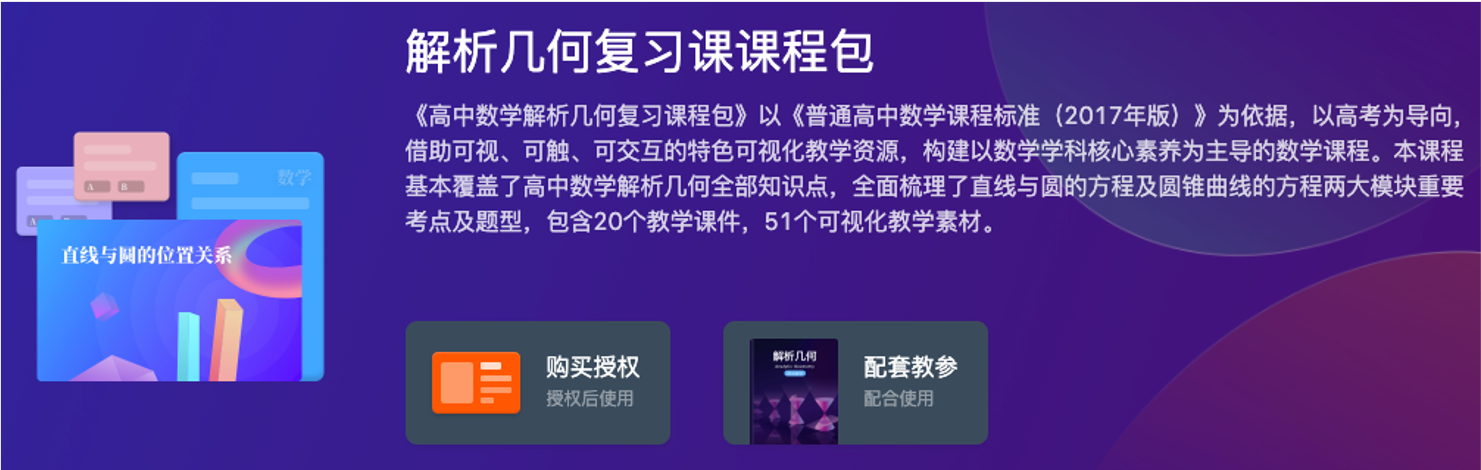 解析几何复习课课程包
《高中数学解析几何复习课程包》以《普通高中数学课程标准（2017年版）》为依据，以高考为导向，
借助可视、可触、可交互的特色可视化教学资源，构建以数学学科核心素养为主导的数学课程。本课程
基本覆盖了高中数学解析几何全部知识点，全面梳理了直线与圆的方程及圆锥曲线的方程两大模块重要
考点及题型，包含20个教学课件，51个可视化教学素材。
A B
A
数学
直线与圆的位置关系
购买授权
授权后使用
解析几何
配套教参
配合使用